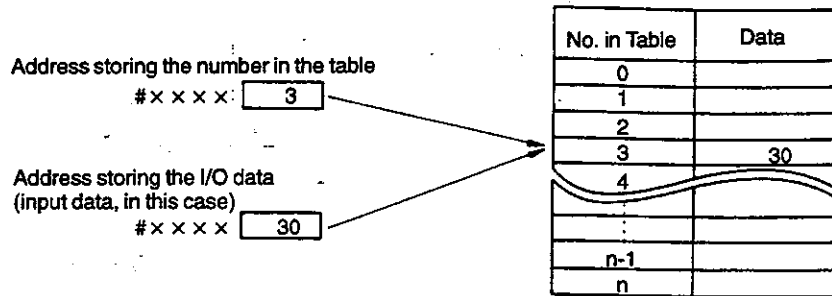 Address storing the number in the table
#×××× 3
Address storing the I/O data
(input data, in this case)
#×××× 30
No. in Table Data
0
1
2
3 30
4
n-1
n